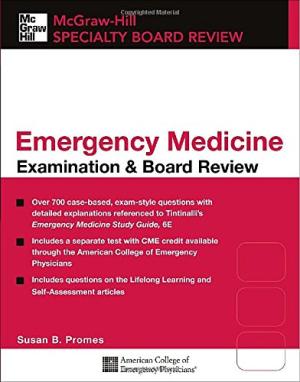 Mc
Graw
Hill
McGraw-Hill
SPECIALTY BOARD REVIEW
Emergency Medicine
Examination & Board Review
Over 700 case-based, exam-style questions with
detailed explanations referenced to Tintinalli's
Emergency Medicine Study Guide, 6E
Includes a separate test with CME credit available
through the American College of Emergency
Physicians
Includes questions on the Lifelong Learning and
Self-Assessment articles
Susan B. Promes
American College of
Emergency Physicians®